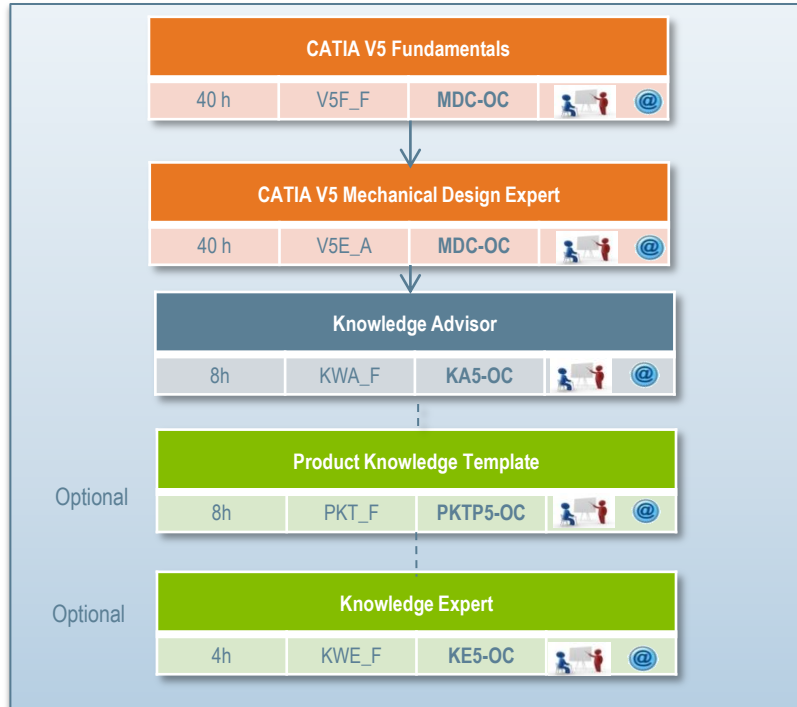 CATIA V5 Fundamentals
40 h V5F_F MDC-OC @
CATIA V5 Mechanical Design Expert
40 h V5E_A MDC-OC @
Knowledge Advisor
8h KWA_F KA5-OC @
Product Knowledge Template
Optional 8h PKT_F PKTP5-OC @
Knowledge Expert
Optional
4h KWE_F KE5-OC @